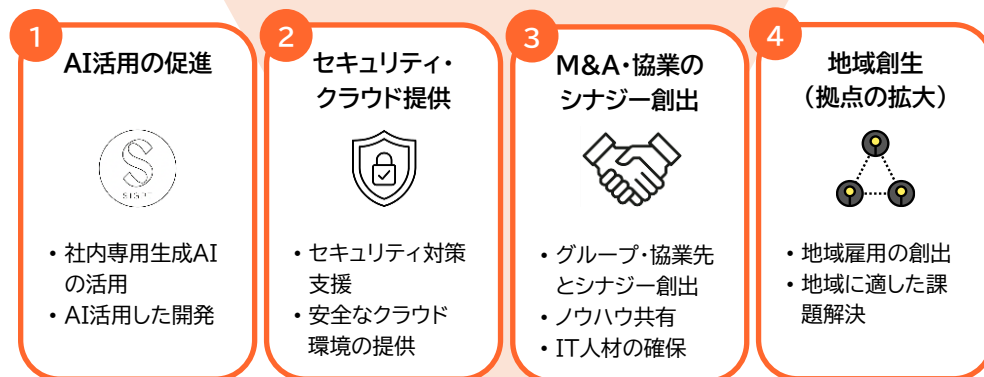 1
AI活用の促進
・社内専用生成AI
の活用
・AI活用した開発
2
セキュリティ・
クラウド提供
・セキュリティ対策
支援
・安全なクラウド
環境の提供
3
M&A・協業の
シナジー創出
・グループ・協業先
とシナジー創出
・ノウハウ共有
・IT人材の確保
4
地域創生
（拠点の拡大）
・地域雇用の創出
・地域に適した課
題解決